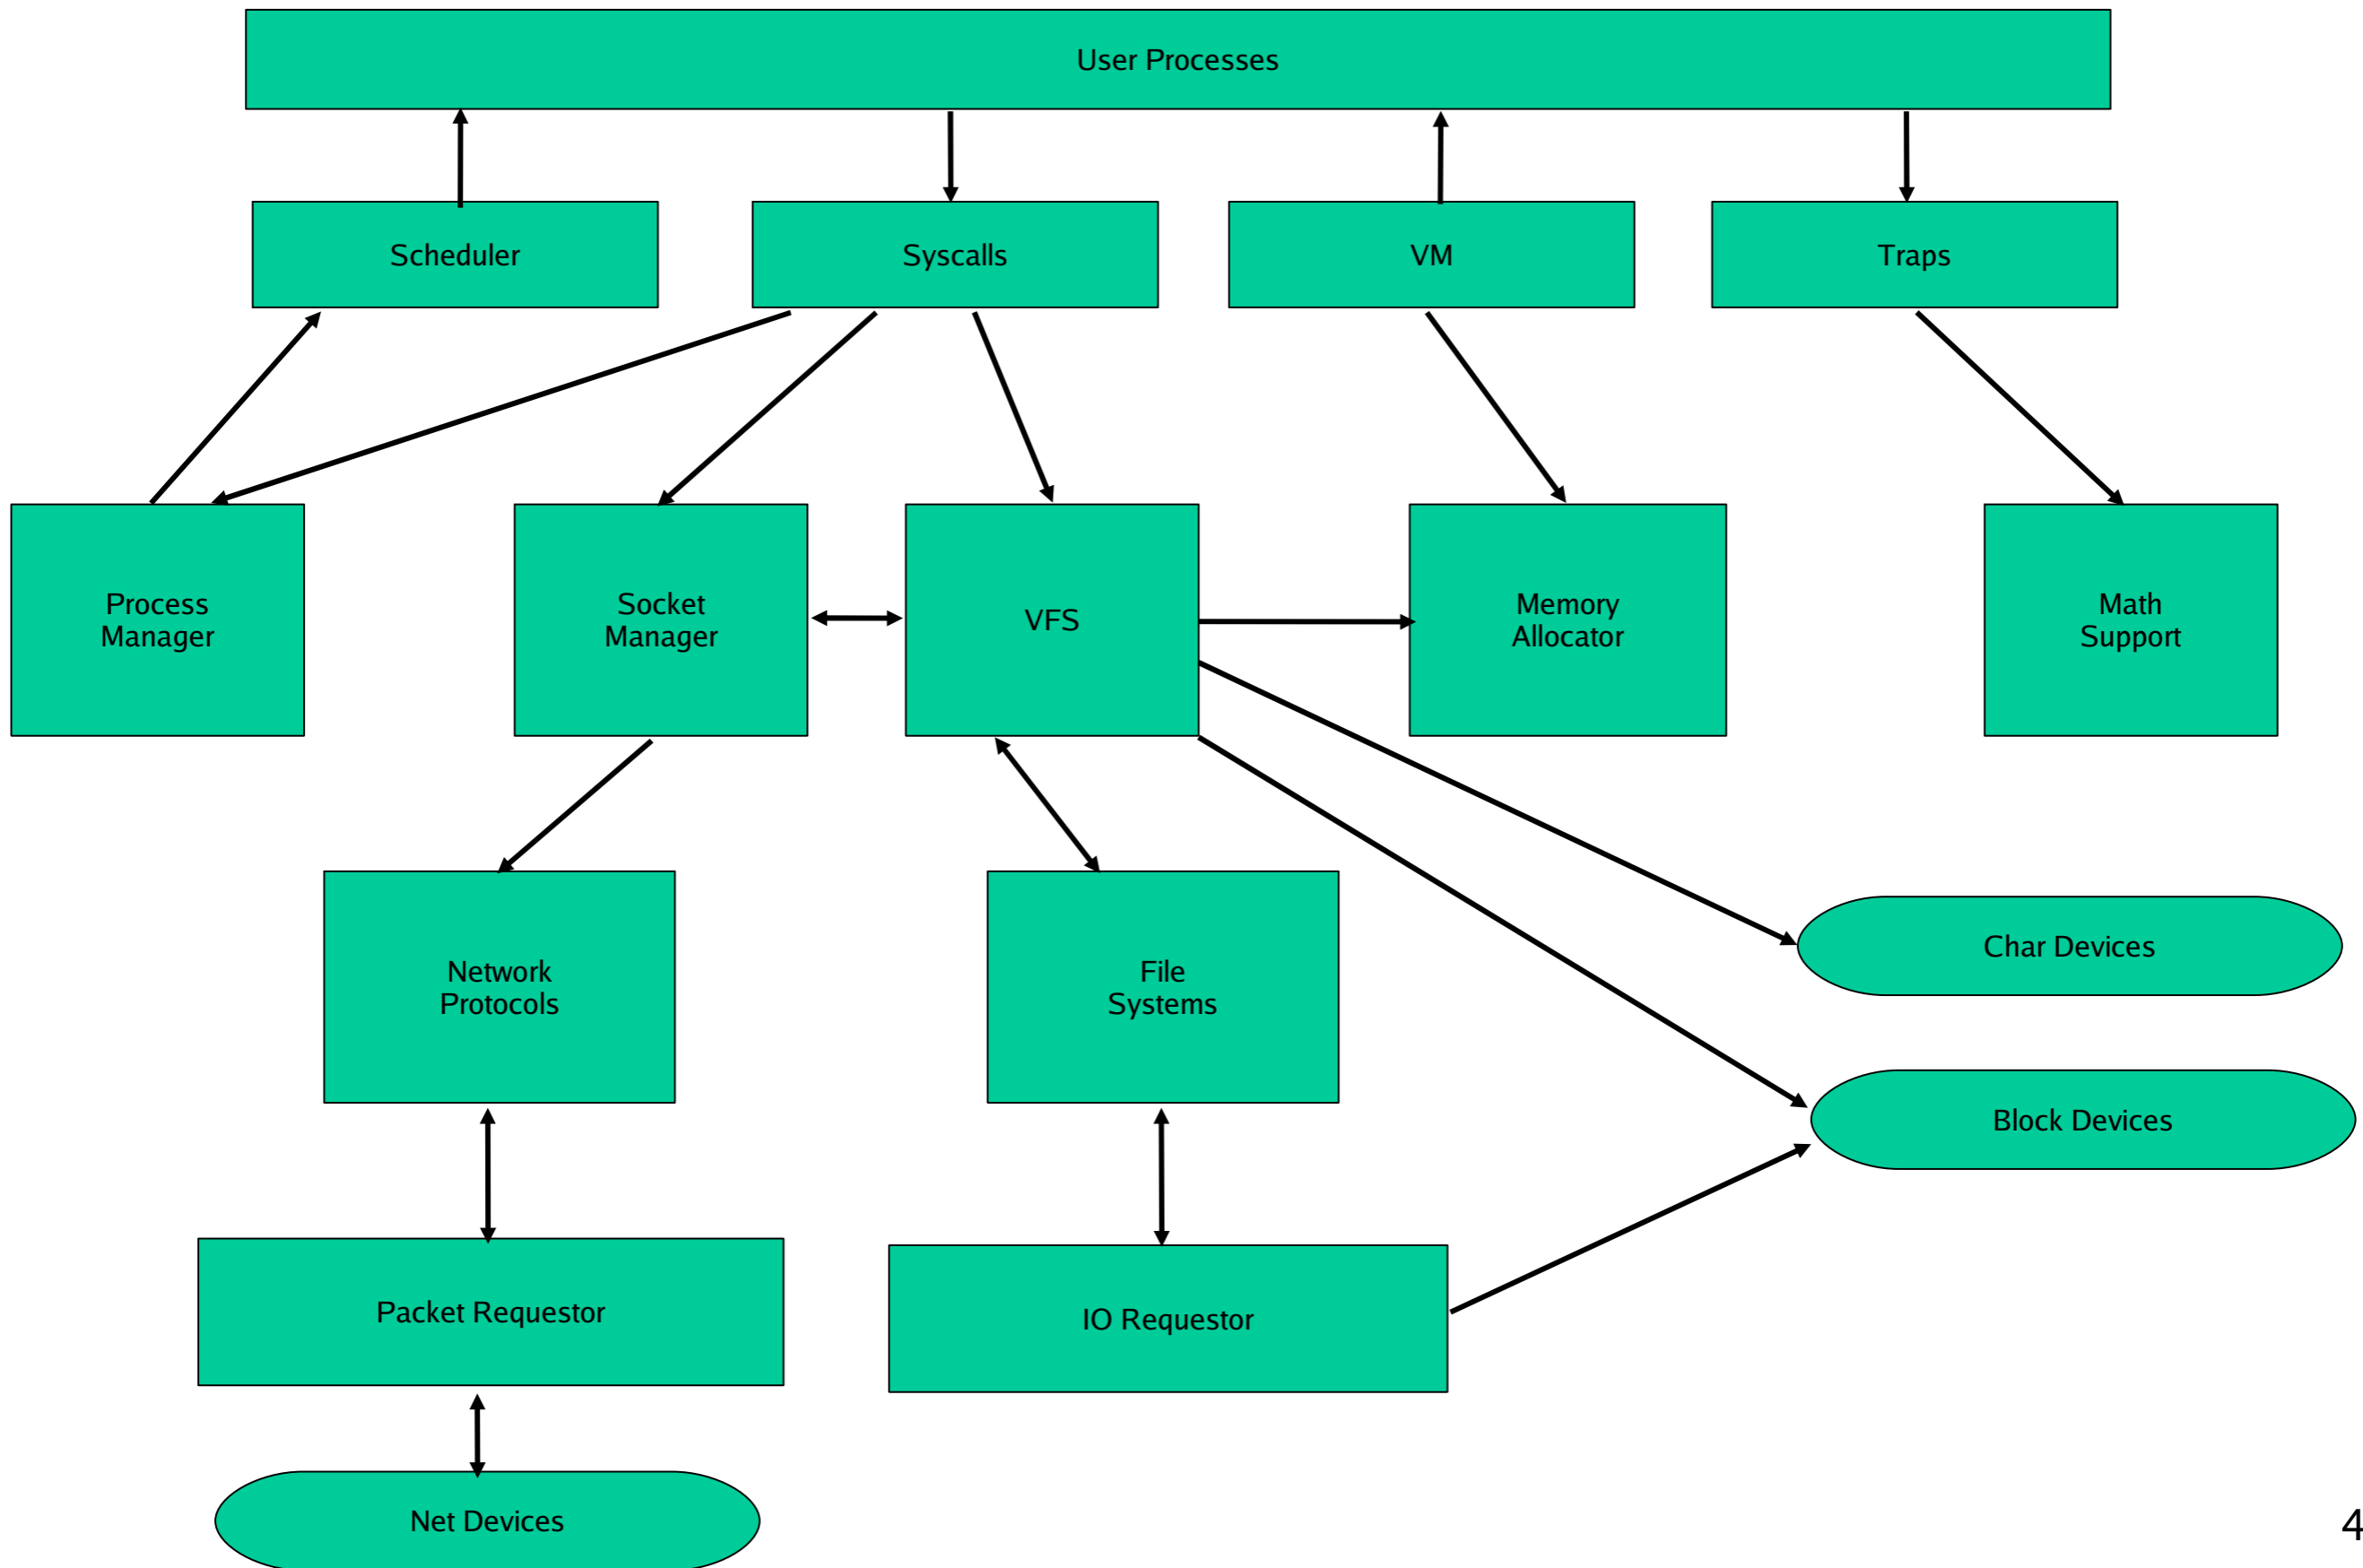 User Processes
Scheduler
Syscalls
VM
Traps
Process
Manager
Socket
Manager
VFS
Memory
Allocator
Math
Support
Network
Protocols
File
Systems
Char Devices
Block Devices
Packet Requestor
IO Requestor
Net Devices
4